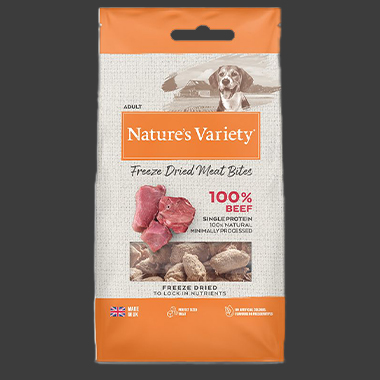 ADULT
Nature's Variety
Freeze Dried Meat Bites
100%
BEEF
SINGLE PROTEIN
100% NATURAL
MINIMALLY PROCESSED
FREEZE DRIED
TO LOCK IN NUTRIENTS
MADE
IN UK